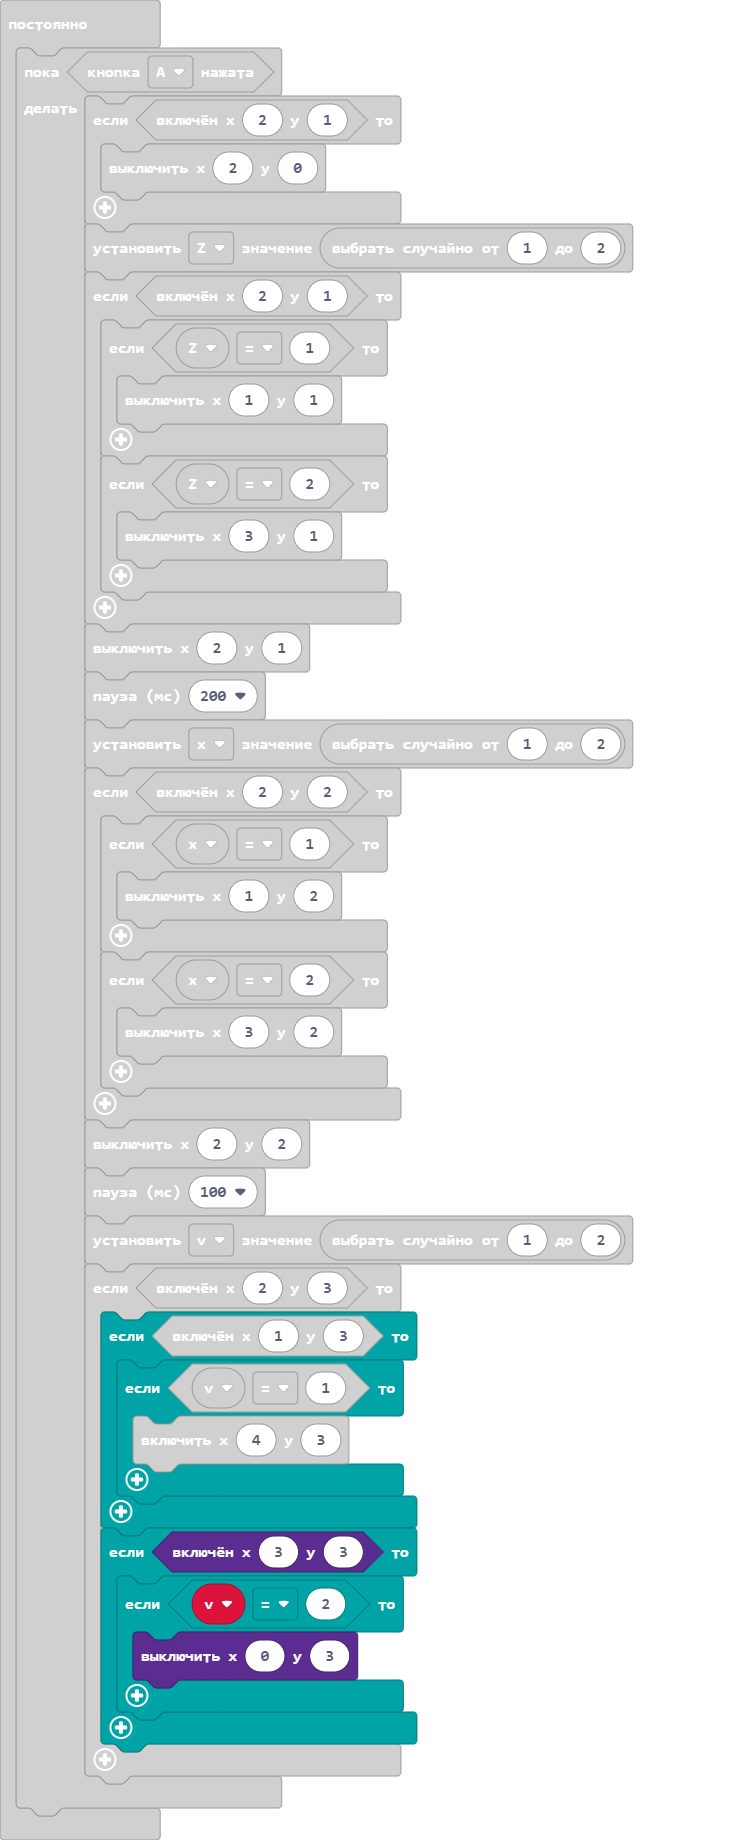 постоянно
пока кнопка A нажата
делать
если включён x 2 y 1 то
выключить x 2 y 0
установить Z значение выбрать случайно от 1 до 2
если включён x 2 y 1 то
если Z = 1 то
выключить x 1 y 1
если Z = 2 то
выключить x 3 y 1
выключить x 2 y 1
пауза (мс) 200
установить x значение выбрать случайно от 1 до 2
если включён x 2 y 2 то
если x = 1 то
выключить x 1 y 2
если x = 2 то
выключить x 3 y 2
выключить x 2 y 2
пауза (мс) 100
установить v значение выбрать случайно от 1 до 2
если включён x 2 y 3 то
если включён x 1 y 3 то
если v = 1 то
включить x 4 y 3
если включён x 3 y 3 то
если v = 2 то
выключить x 0 y 3